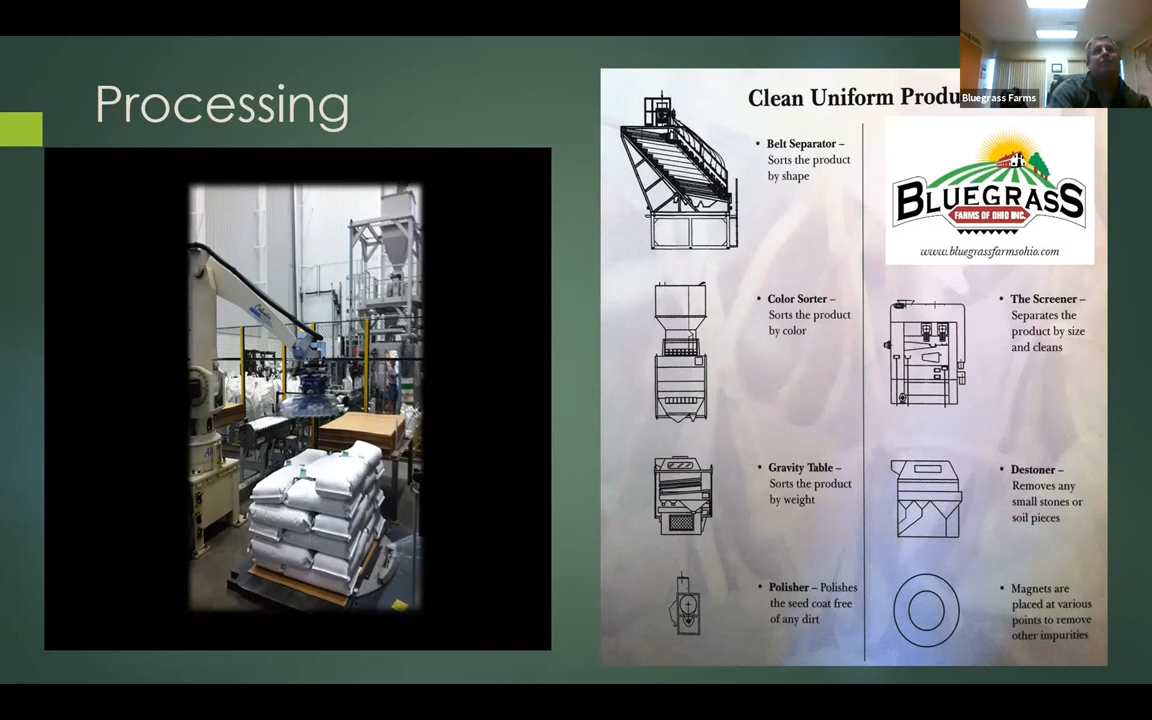 Processing
Clean Uniform Produ
Bluegrass Farms
• Belt Separator –
Sorts the product
by shape
BLUEGRASS
FARMS OF OHIO INC.
www.bluegrassfarmsohio.com
• Color Sorter –
Sorts the product
by color
• The Screener –
Separates the
product by size
and cleans
• Gravity Table –
Sorts the product
by weight
• Destoner –
Removes any
small stones or
soil pieces
• Polisher – Polishes
the seed coat free
of any dirt
• Magnets are
placed at various
points to remove
other impurities